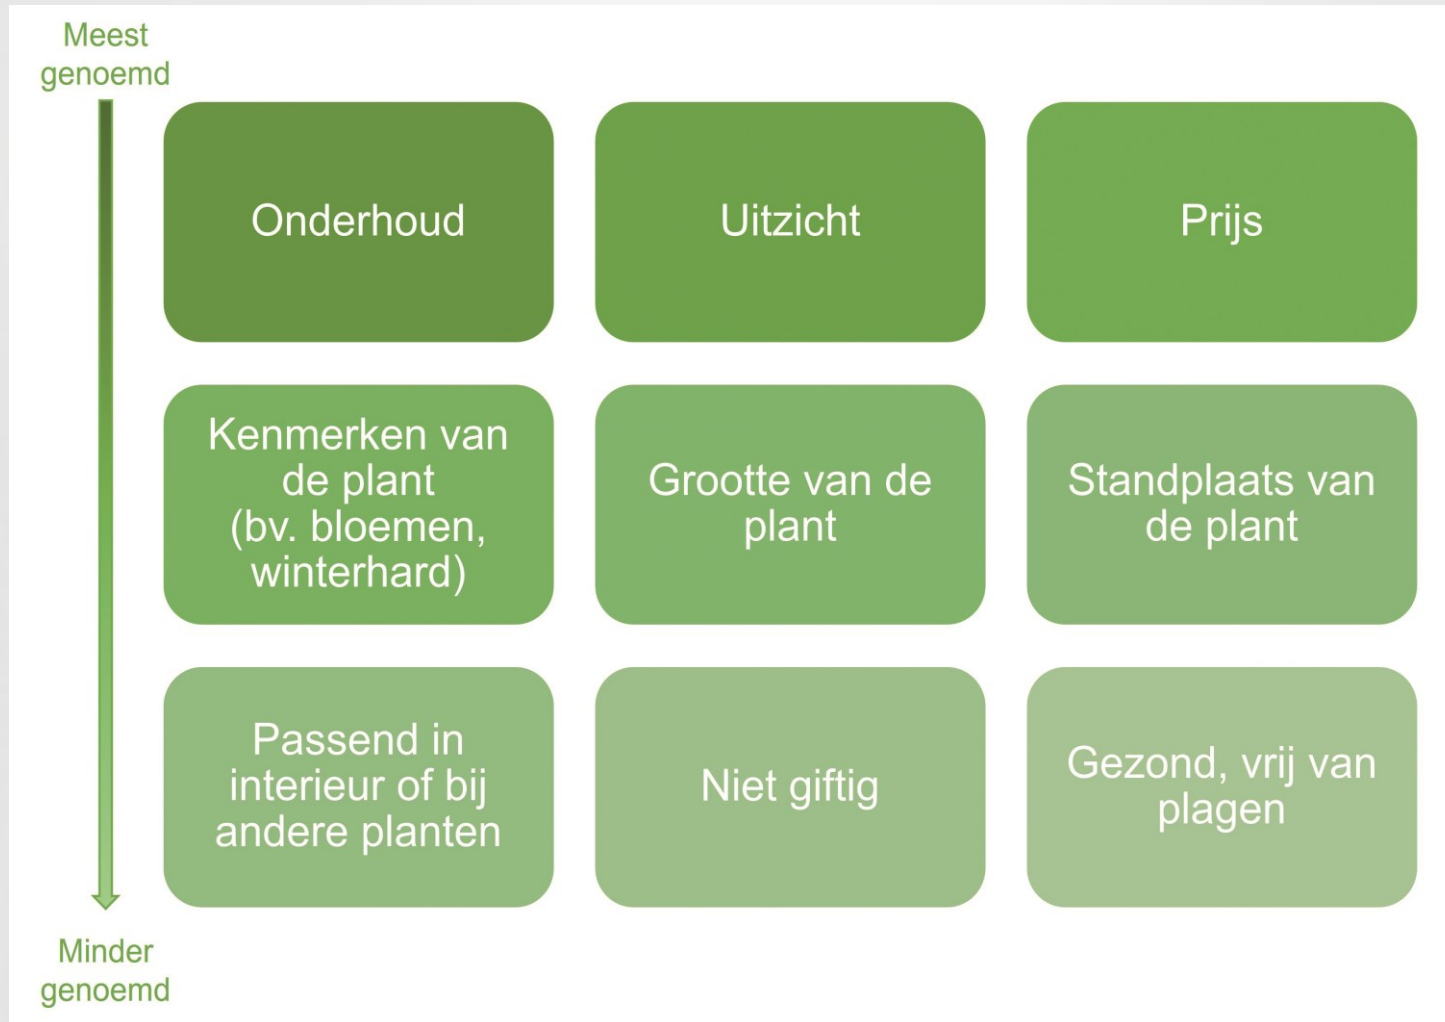 Meest
genoemd
Onderhoud
Uitzicht
Prijs
Kenmerken van
de plant
(bv. bloemen,
winterhard)
Grootte van de
plant
Standplaats van
de plant
Passend in
interieur of bij
andere planten
Niet giftig
Gezond, vrij van
plagen
Minder
genoemd